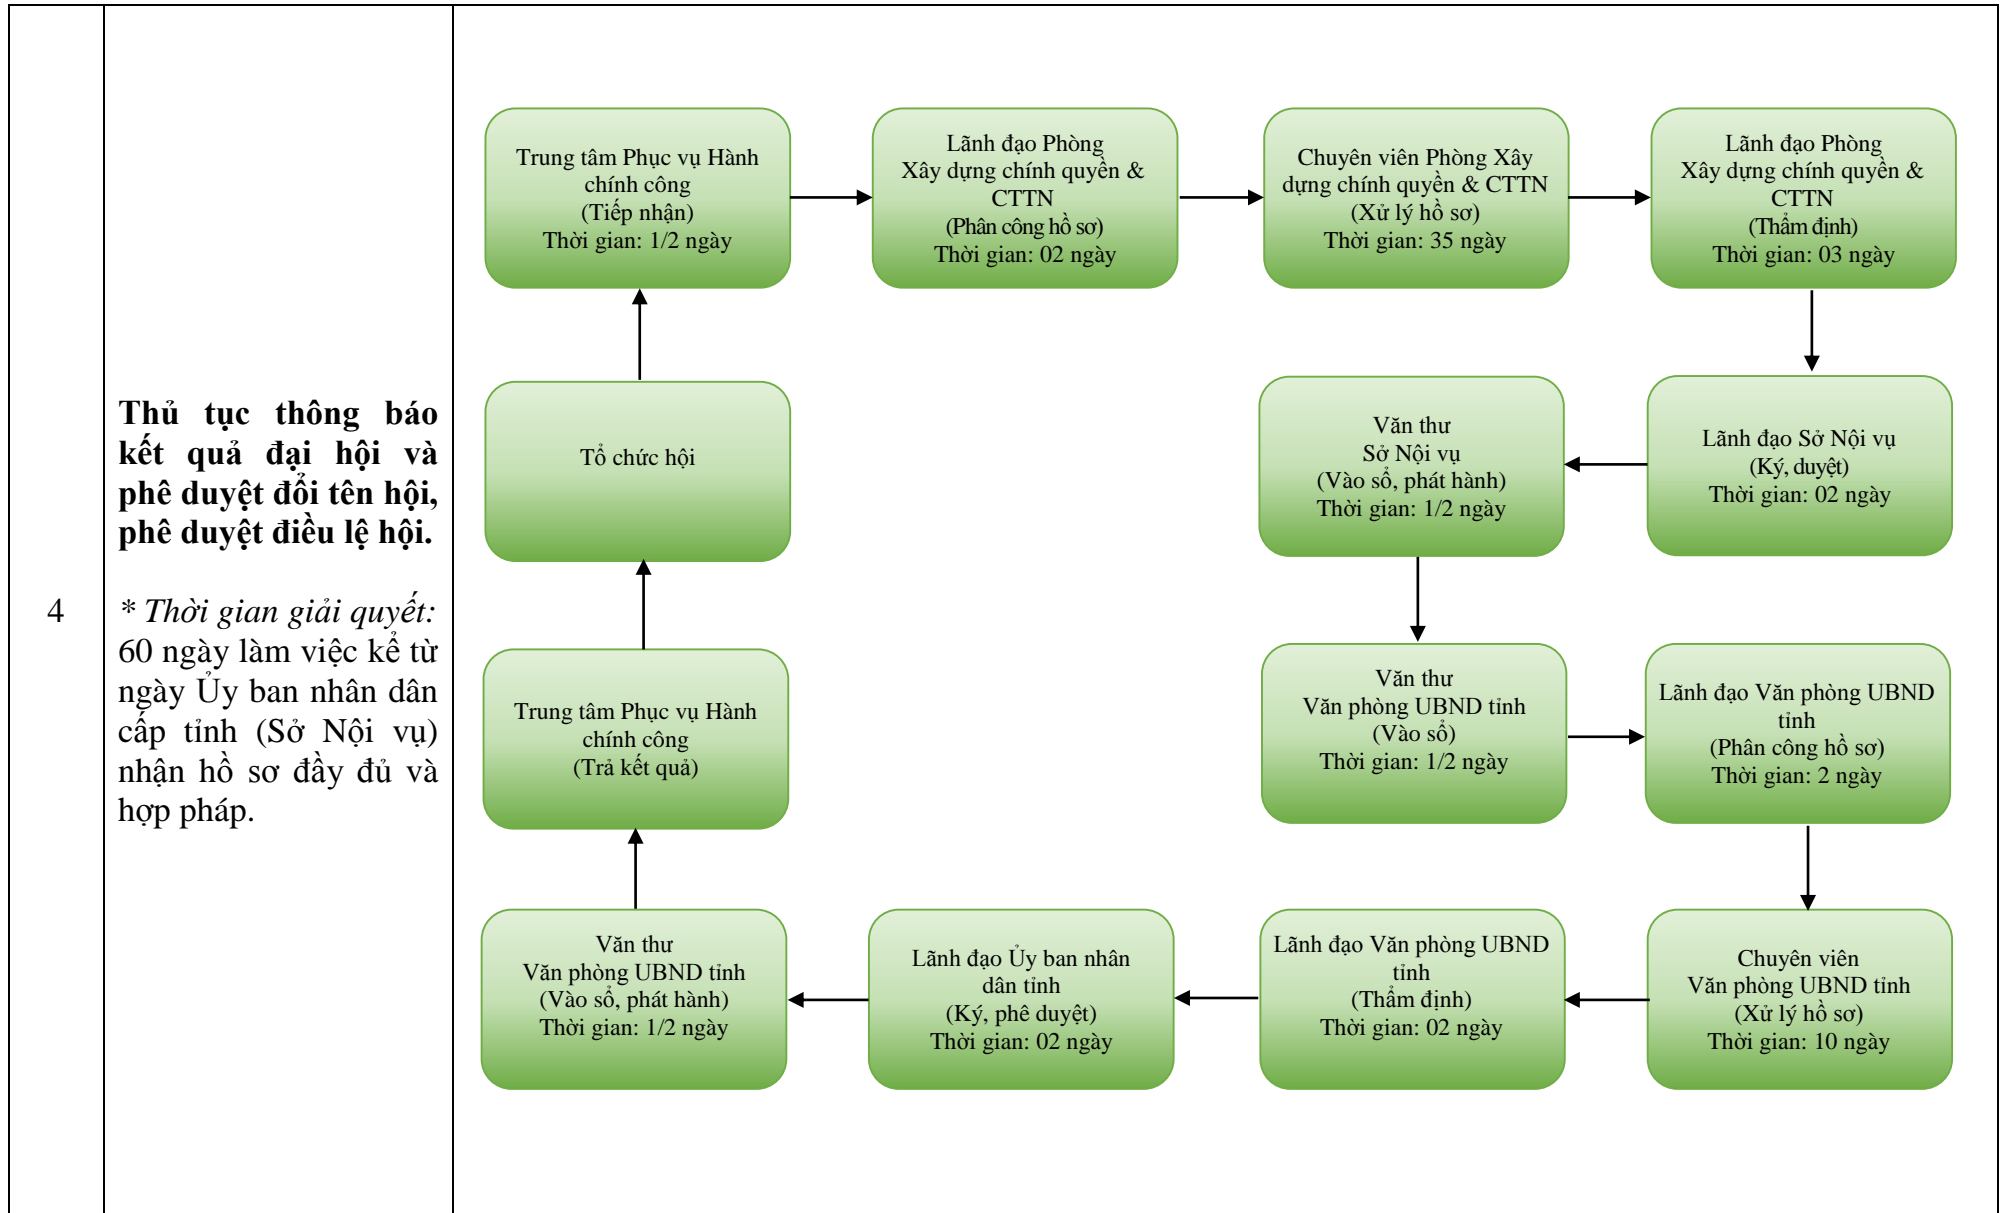 4
Thủ tục thông báo
kết quả đại hội và
phê duyệt đổi tên hội,
phê duyệt điều lệ hội.
* Thời gian giải quyết:
60 ngày làm việc kể từ
ngày Ủy ban nhân dân
cấp tỉnh (Sở Nội vụ)
nhận hồ sơ đầy đủ và
hợp pháp.
Trung tâm Phục vụ Hành
chính công
(Tiếp nhận)
Thời gian: 1/2 ngày
Lãnh đạo Phòng
Xây dựng chính quyền &
CTTN
(Phân công hồ sơ)
Thời gian: 02 ngày
Chuyên viên Phòng Xây
dựng chính quyền & CTTN
(Xử lý hồ sơ)
Thời gian: 35 ngày
Lãnh đạo Phòng
Xây dựng chính quyền &
CTTN
(Thẩm định)
Thời gian: 03 ngày
Tổ chức hội
Văn thư
Sở Nội vụ
(Vào sổ, phát hành)
Thời gian: 1/2 ngày
Lãnh đạo Sở Nội vụ
(Ký, duyệt)
Thời gian: 02 ngày
Trung tâm Phục vụ Hành
chính công
(Trả kết quả)
Văn thư
Văn phòng UBND tỉnh
(Vào sổ)
Thời gian: 1/2 ngày
Lãnh đạo Văn phòng UBND
tỉnh
(Phân công hồ sơ)
Thời gian: 2 ngày
Văn thư
Văn phòng UBND tỉnh
(Vào sổ, phát hành)
Thời gian: 1/2 ngày
Lãnh đạo Ủy ban nhân
dân tỉnh
(Ký, phê duyệt)
Thời gian: 02 ngày
Lãnh đạo Văn phòng UBND
tỉnh
(Thẩm định)
Thời gian: 02 ngày
Chuyên viên
Văn phòng UBND tỉnh
(Xử lý hồ sơ)
Thời gian: 10 ngày